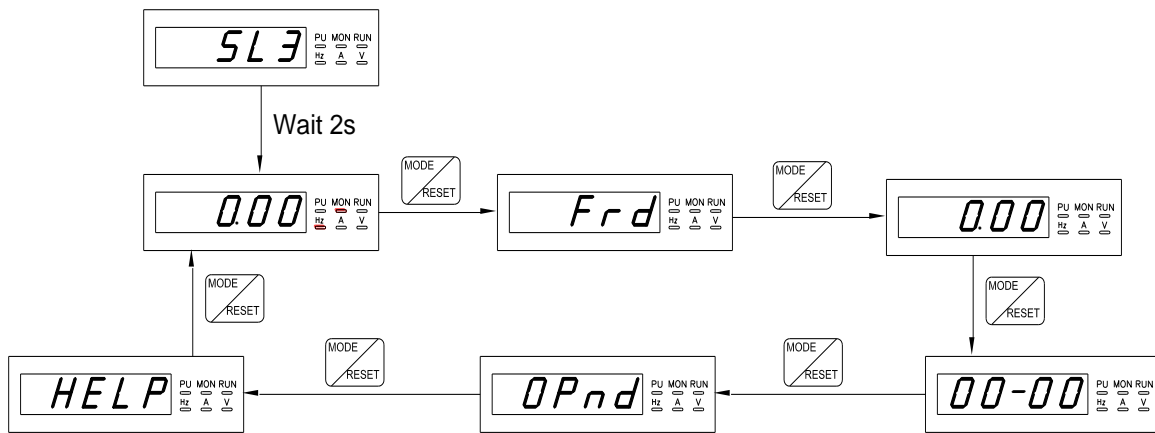 SL3
PU MON RUN
Hz A V
Wait 2s
0.00
PU MON RUN
Hz A V
MODE
RESET
Frd
PU MON RUN
Hz A V
MODE
RESET
0.00
PU MON RUN
Hz A V
MODE
RESET
MODE
RESET
HELP
PU MON RUN
Hz A V
MODE
RESET
OPnd
PU MON RUN
Hz A V
MODE
RESET
00-00
PU MON RUN
Hz A V